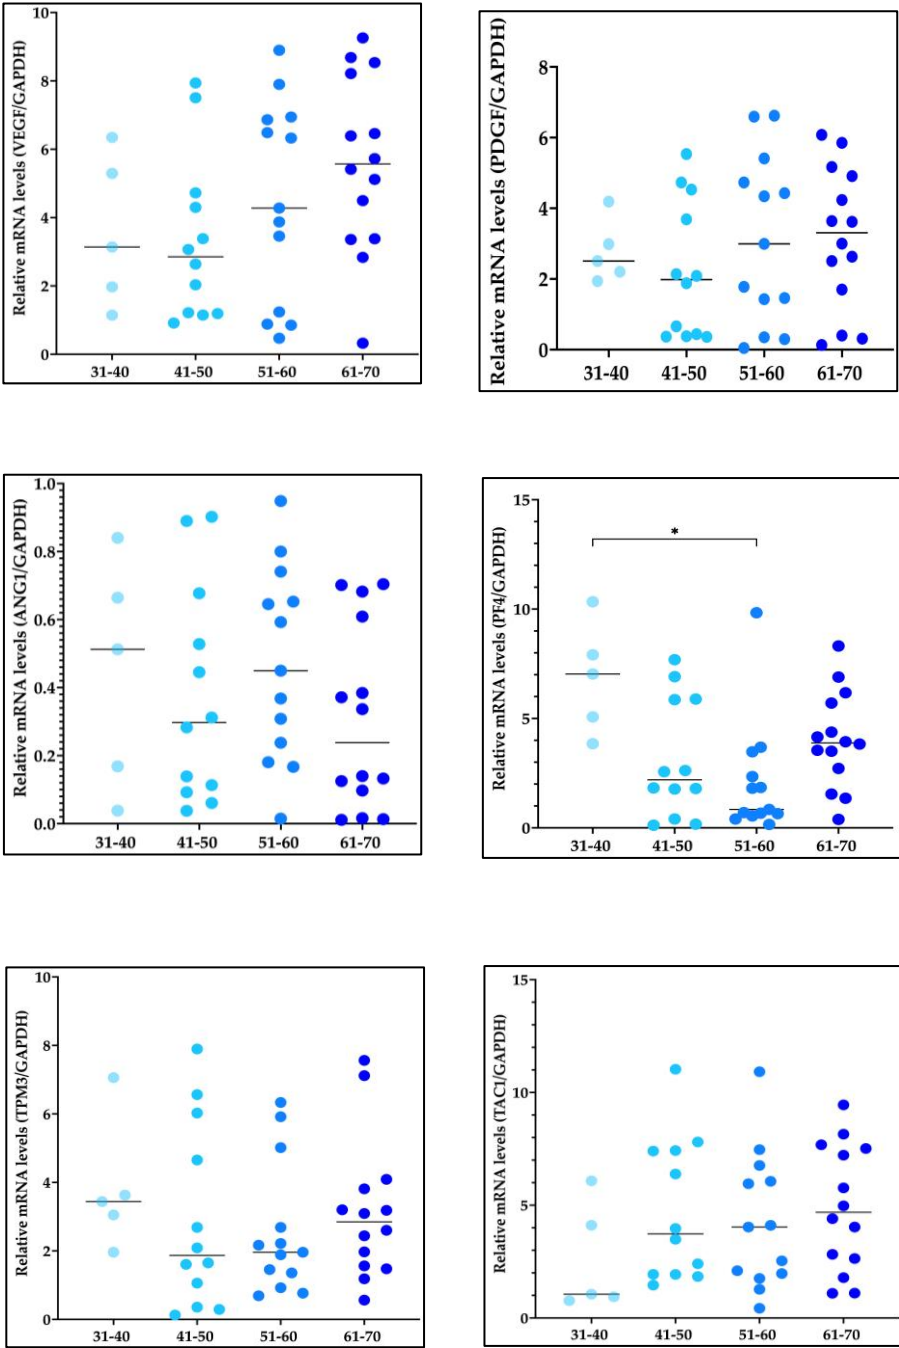 Relative mRNA levels (VEGF/GAPDH)
10
8
6
4
2
0
31-40 41-50 51-60 61-70
Relative mRNA levels (PDGF/GAPDH)
8
6
4
2
0
31-40 41-50 51-60 61-70
Relative mRNA levels (ANG1/GAPDH)
1.0
0.8
0.6
0.4
0.2
0.0
31-40 41-50 51-60 61-70
Relative mRNA levels (PF4/GAPDH)
15
10
5
0
*
31-40 41-50 51-60 61-70
Relative mRNA levels (TPM3/GAPDH)
10
8
6
4
2
0
31-40 41-50 51-60 61-70
Relative mRNA levels (TAC1/GAPDH)
15
10
5
0
31-40 41-50 51-60 61-70